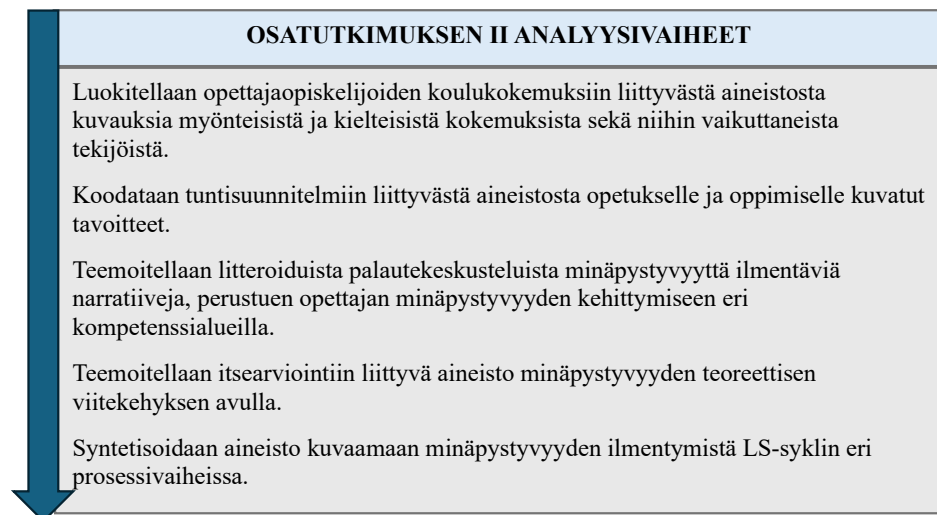 OSATUTKIMUKSEN II ANALYYSIVAIHEET
Luokitellaan opettajaopiskelijoiden koulukokemuksiin liittyvästä aineistosta
kuvauksia myönteisistä ja kielteisistä kokemuksista sekä niihin vaikuttaneista
tekijöistä.
Koodataan tuntisuunnitelmiin liittyvästä aineistosta opetukselle ja oppimiselle kuvatut
tavoitteet.
Teemoitellaan litteroiduista palautekeskusteluista minäpystyvyyttä ilmentäviä
narratiiveja, perustuen opettajan minäpystyvyyden kehittymiseen eri
kompetenssialueilla.
Teemoitellaan itsearviointiin liittyvä aineisto minäpystyvyyden teoreettisen
viitekehyksen avulla.
Syntetisoidaan aineisto kuvaamaan minäpystyvyyden ilmentymistä LS-syklin eri
prosessivaiheissa.